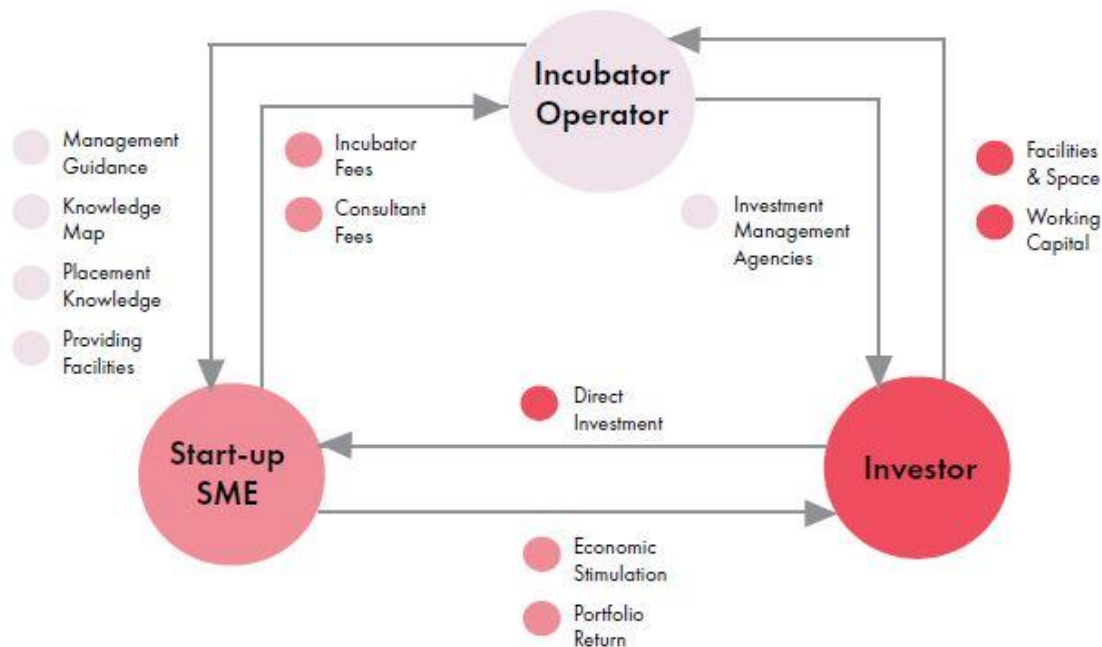 Incubator
Operator
Management
Guidance
Knowledge
Map
Placement
Knowledge
Providing
Facilities
Incubator
Fees
Consultant
Fees
Investment
Management
Agencies
Facilities
& Space
Working
Capital
Direct
Investment
Start-up
SME
Investor
Economic
Stimulation
Portfolio
Return